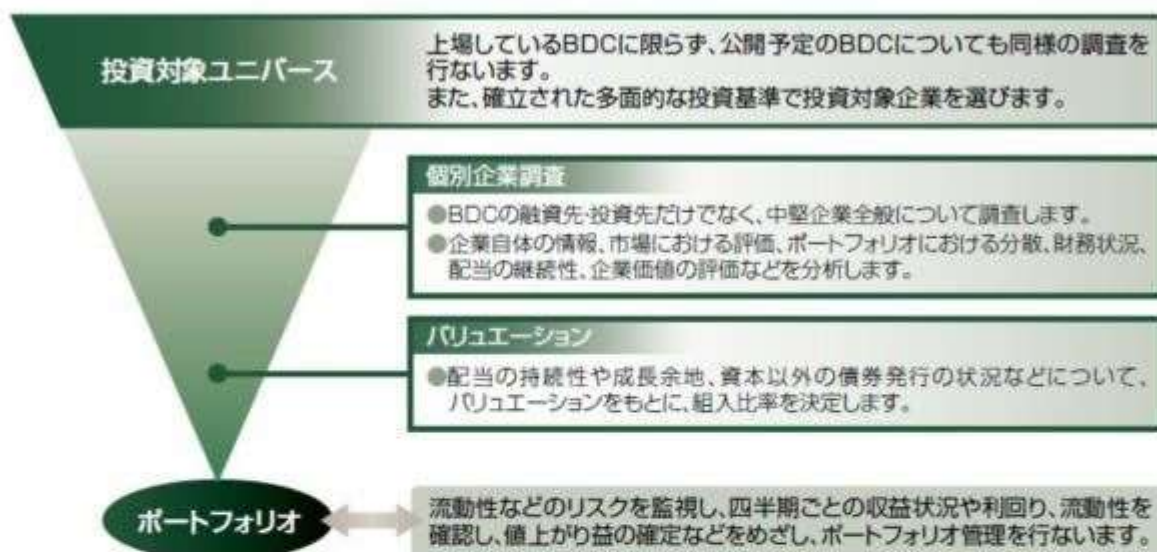 投資対象ユニバース
上場しているBDCに限らず、公開予定のBDCについても同様の調査を
行ないます。
また、確立された多面的な投資基準で投資対象企業を選びます。
個別企業調査
●BDCの融資先・投資先だけでなく、中堅企業全般について調査します。
●企業自体の情報、市場における評価、ポートフォリオにおける分散、財務状況、
配当の継続性、企業価値の評価などを分析します。
バリュエーション
●配当の持続性や成長余地、資本以外の債券発行の状況などについて、
バリュエーションをもとに、組入比率を決定します。
ポートフォリオ
流動性などのリスクを監視し、四半期ごとの収益状況や利回り、流動性を
確認し、値上がり益の確定などをめざし、ポートフォリオ管理を行ないます。